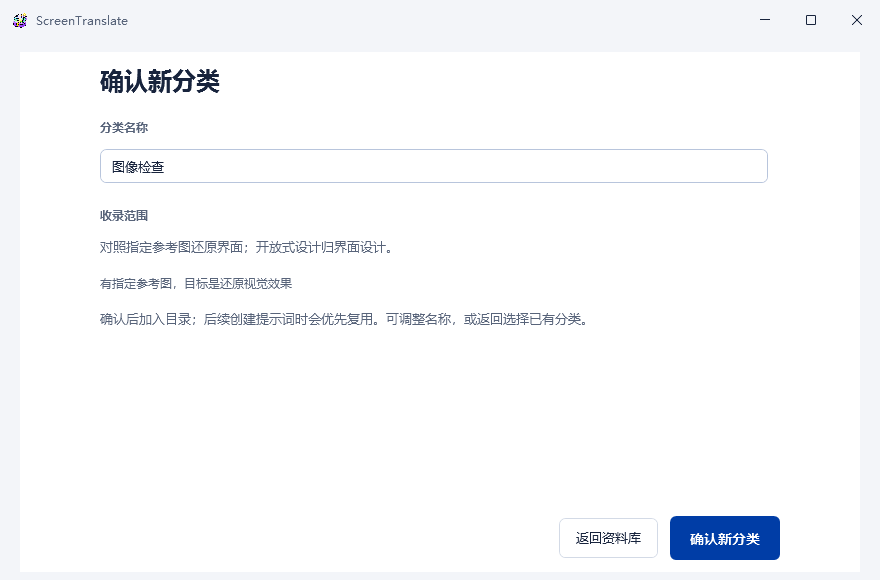 ScreenTranslate
确认新分类
分类名称
图像检查
收录范围
对照指定参考图还原界面；开放式设计归界面设计。
有指定参考图，目标是还原视觉效果
确认后加入目录；后续创建提示词时会优先复用。可调整名称，或返回选择已有分类。
返回资料库
确认新分类